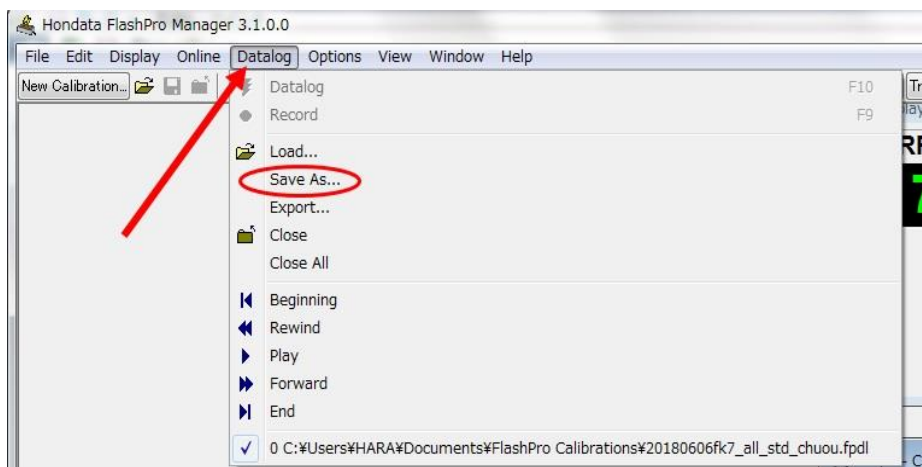 Hondata FlashPro Manager 3.1.0.0
File Edit Display Online Datalog Options View Window Help
New Calibration...
Datalog F10
Record F9
Load...
Save As...
Export...
Close
Close All
Beginning
Rewind
Play
Forward
End
0 C:¥Users¥HARA¥Documents¥FlashPro Calibrations¥20180606fk7_all_std_chuou.fpdl